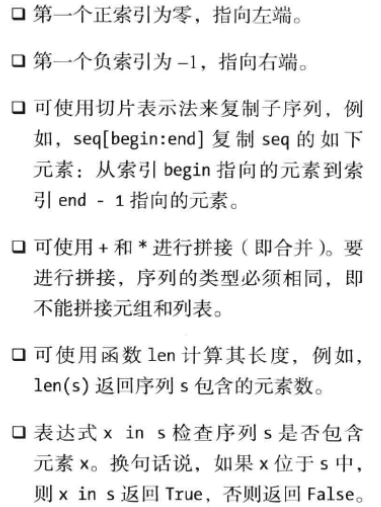 ❑ 第一个正索引为零，指向左端。
❑ 第一个负索引为–1，指向右端。
❑ 可使用切片表示法来复制子序列，例
如，seq[begin:end] 复制 seq 的如下
元素：从索引 begin 指向的元素到索
引 end - 1 指向的元素。
❑ 可使用 + 和 * 进行拼接（即合并）。要
进行拼接，序列的类型必须相同，即
不能拼接元组和列表。
❑ 可使用函数 len 计算其长度，例如，
len(s) 返回序列 s 包含的元素数。
❑ 表达式 x in s 检查序列 s 是否包含
元素 x。换句话说，如果 x 位于 s 中，
则 x in s 返回 True，否则返回 False。